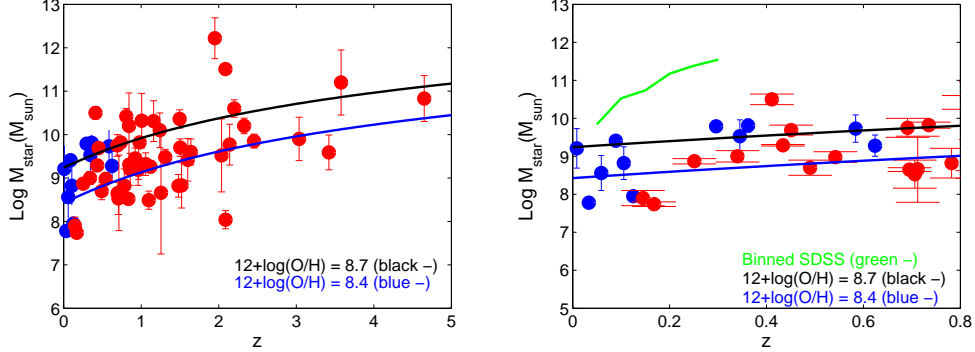 13
12
11
10
9
8
7
6
Log M_star(M_sun)
0 1 2 3 4 5
z
12+log(O/H) = 8.7 (black −)
12+log(O/H) = 8.4 (blue −)
13
12
11
10
9
8
7
6
5
Log M_star(M_sun)
0 0.2 0.4 0.6 0.8
z
Binned SDSS (green −)
12+log(O/H) = 8.7 (black −)
12+log(O/H) = 8.4 (blue −)